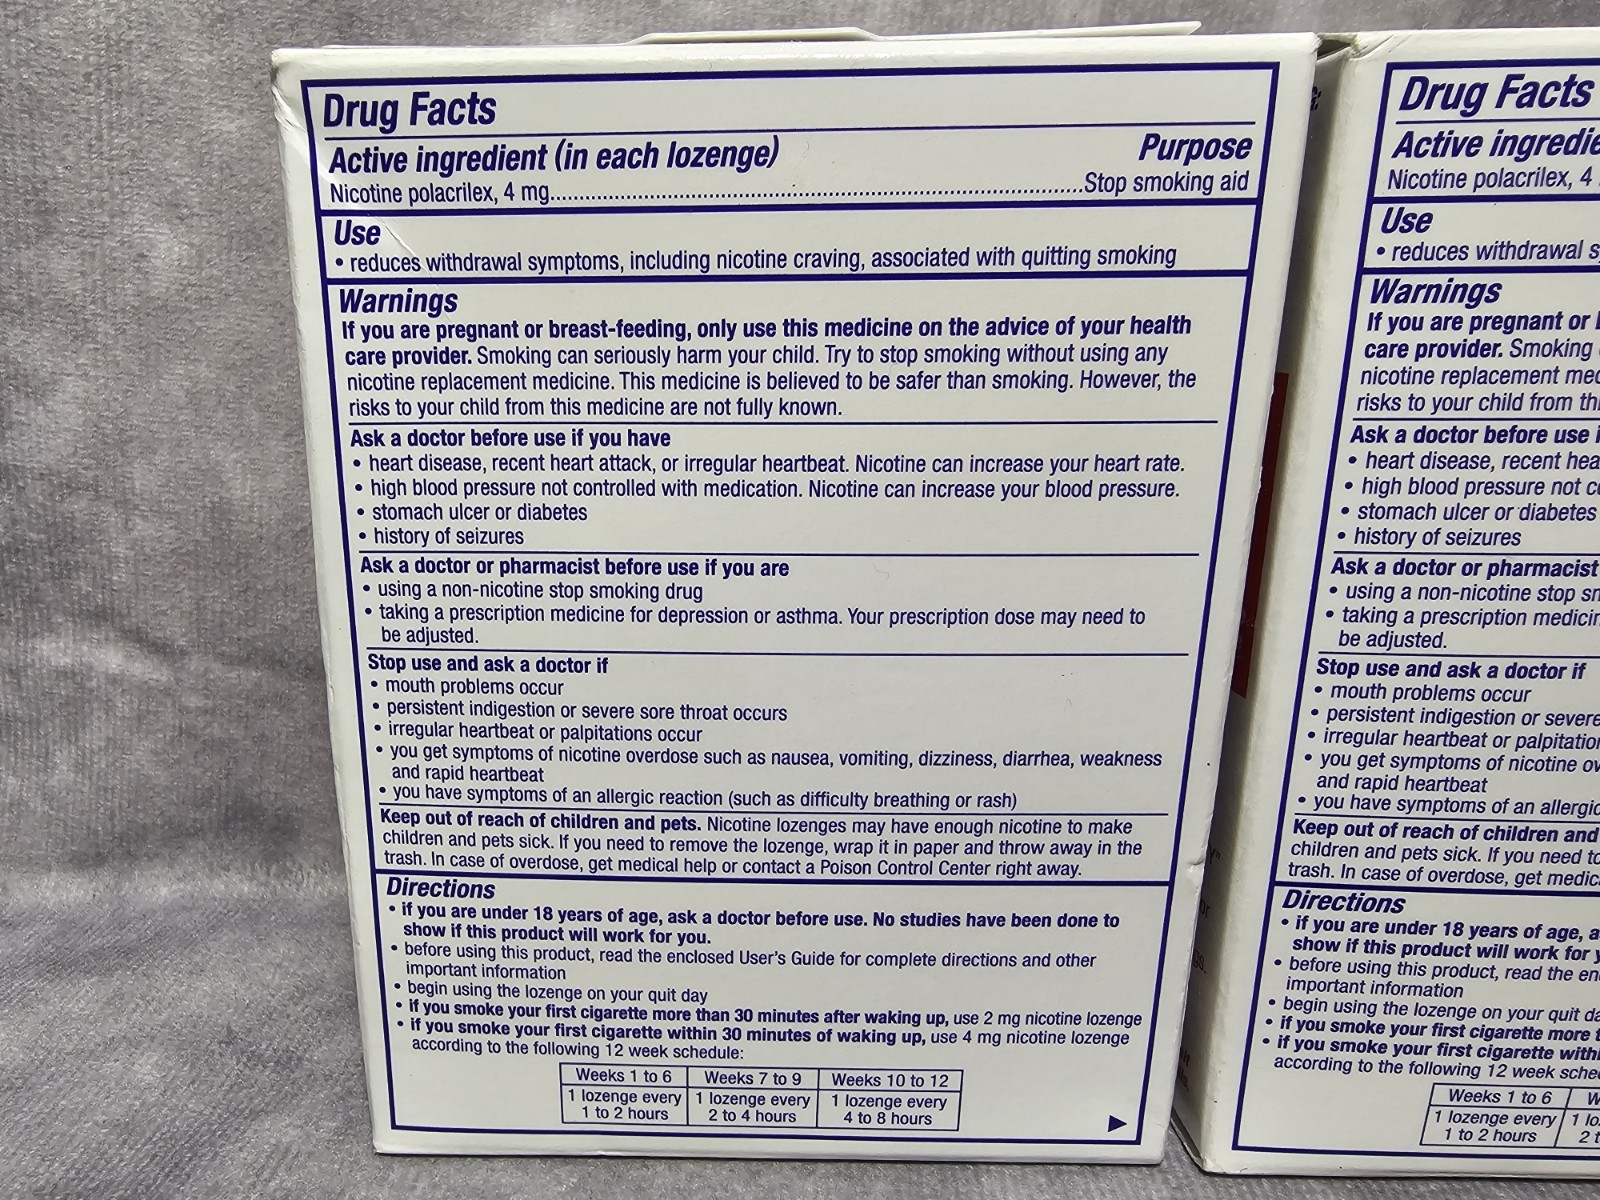 Drug Facts
Active ingredient (in each lozenge) Purpose
Nicotine polacrilex, 4 mg...........................................................................................Stop smoking aid
Use
• reduces withdrawal symptoms, including nicotine craving, associated with quitting smoking
Warnings
If you are pregnant or breast-feeding, only use this medicine on the advice of your health
care provider. Smoking can seriously harm your child. Try to stop smoking without using any
nicotine replacement medicine. This medicine is believed to be safer than smoking. However, the
risks to your child from this medicine are not fully known.
Ask a doctor before use if you have
• heart disease, recent heart attack, or irregular heartbeat. Nicotine can increase your heart rate.
• high blood pressure not controlled with medication. Nicotine can increase your blood pressure.
• stomach ulcer or diabetes
• history of seizures
Ask a doctor or pharmacist before use if you are
• using a non-nicotine stop smoking drug
• taking a prescription medicine for depression or asthma. Your prescription dose may need to
be adjusted.
Stop use and ask a doctor if
• mouth problems occur
• persistent indigestion or severe sore throat occurs
• irregular heartbeat or palpitations occur
• you get symptoms of nicotine overdose such as nausea, vomiting, dizziness, diarrhea, weakness
and rapid heartbeat
• you have symptoms of an allergic reaction (such as difficulty breathing or rash)
Keep out of reach of children and pets. Nicotine lozenges may have enough nicotine to make
children and pets sick. If you need to remove the lozenge, wrap it in paper and throw away in the
trash. In case of overdose, get medical help or contact a Poison Control Center right away.
Directions
• if you are under 18 years of age, ask a doctor before use. No studies have been done to
show if this product will work for you.
• before using this product, read the enclosed User's Guide for complete directions and other
important information
• begin using the lozenge on your quit day
• if you smoke your first cigarette more than 30 minutes after waking up, use 2 mg nicotine lozenge
• if you smoke your first cigarette within 30 minutes of waking up, use 4 mg nicotine lozenge
according to the following 12 week schedule:
Weeks 1 to 6 Weeks 7 to 9 Weeks 10 to 12
1 lozenge every 1 lozenge every 1 lozenge every
1 to 2 hours 2 to 4 hours 4 to 8 hours
Drug Facts
Active
Nicotine polacrilex, 4
Use
• reduces withdrawal
Warnings
If you are pregnant or
care provider. Smoking
nicotine replacement
risks to your child from
Ask a doctor before use
• heart disease, recent
• high blood pressure not
• stomach ulcer or diabetes
• history of seizures
Ask a doctor or pharmacist
• using a non-nicotine stop
• taking a prescription
be adjusted.
Stop use and ask a doctor if
• mouth problems occur
• persistent indigestion or severe
• irregular heartbeat or
• you get symptoms of nicotine
and rapid heartbeat
• you have symptoms of an
Keep out of reach of children and
children and pets sick. If you need
trash. In case of overdose, get
Directions
• if you are under 18 years of age,
show if this product will work for
• before using this product, read the
important information
• begin using the lozenge on your quit
• if you smoke your first cigarette more
• if you smoke your first cigarette
according to the following 12 week
Weeks 1 to 6
1 lozenge every 1
1 to 2 hours 2